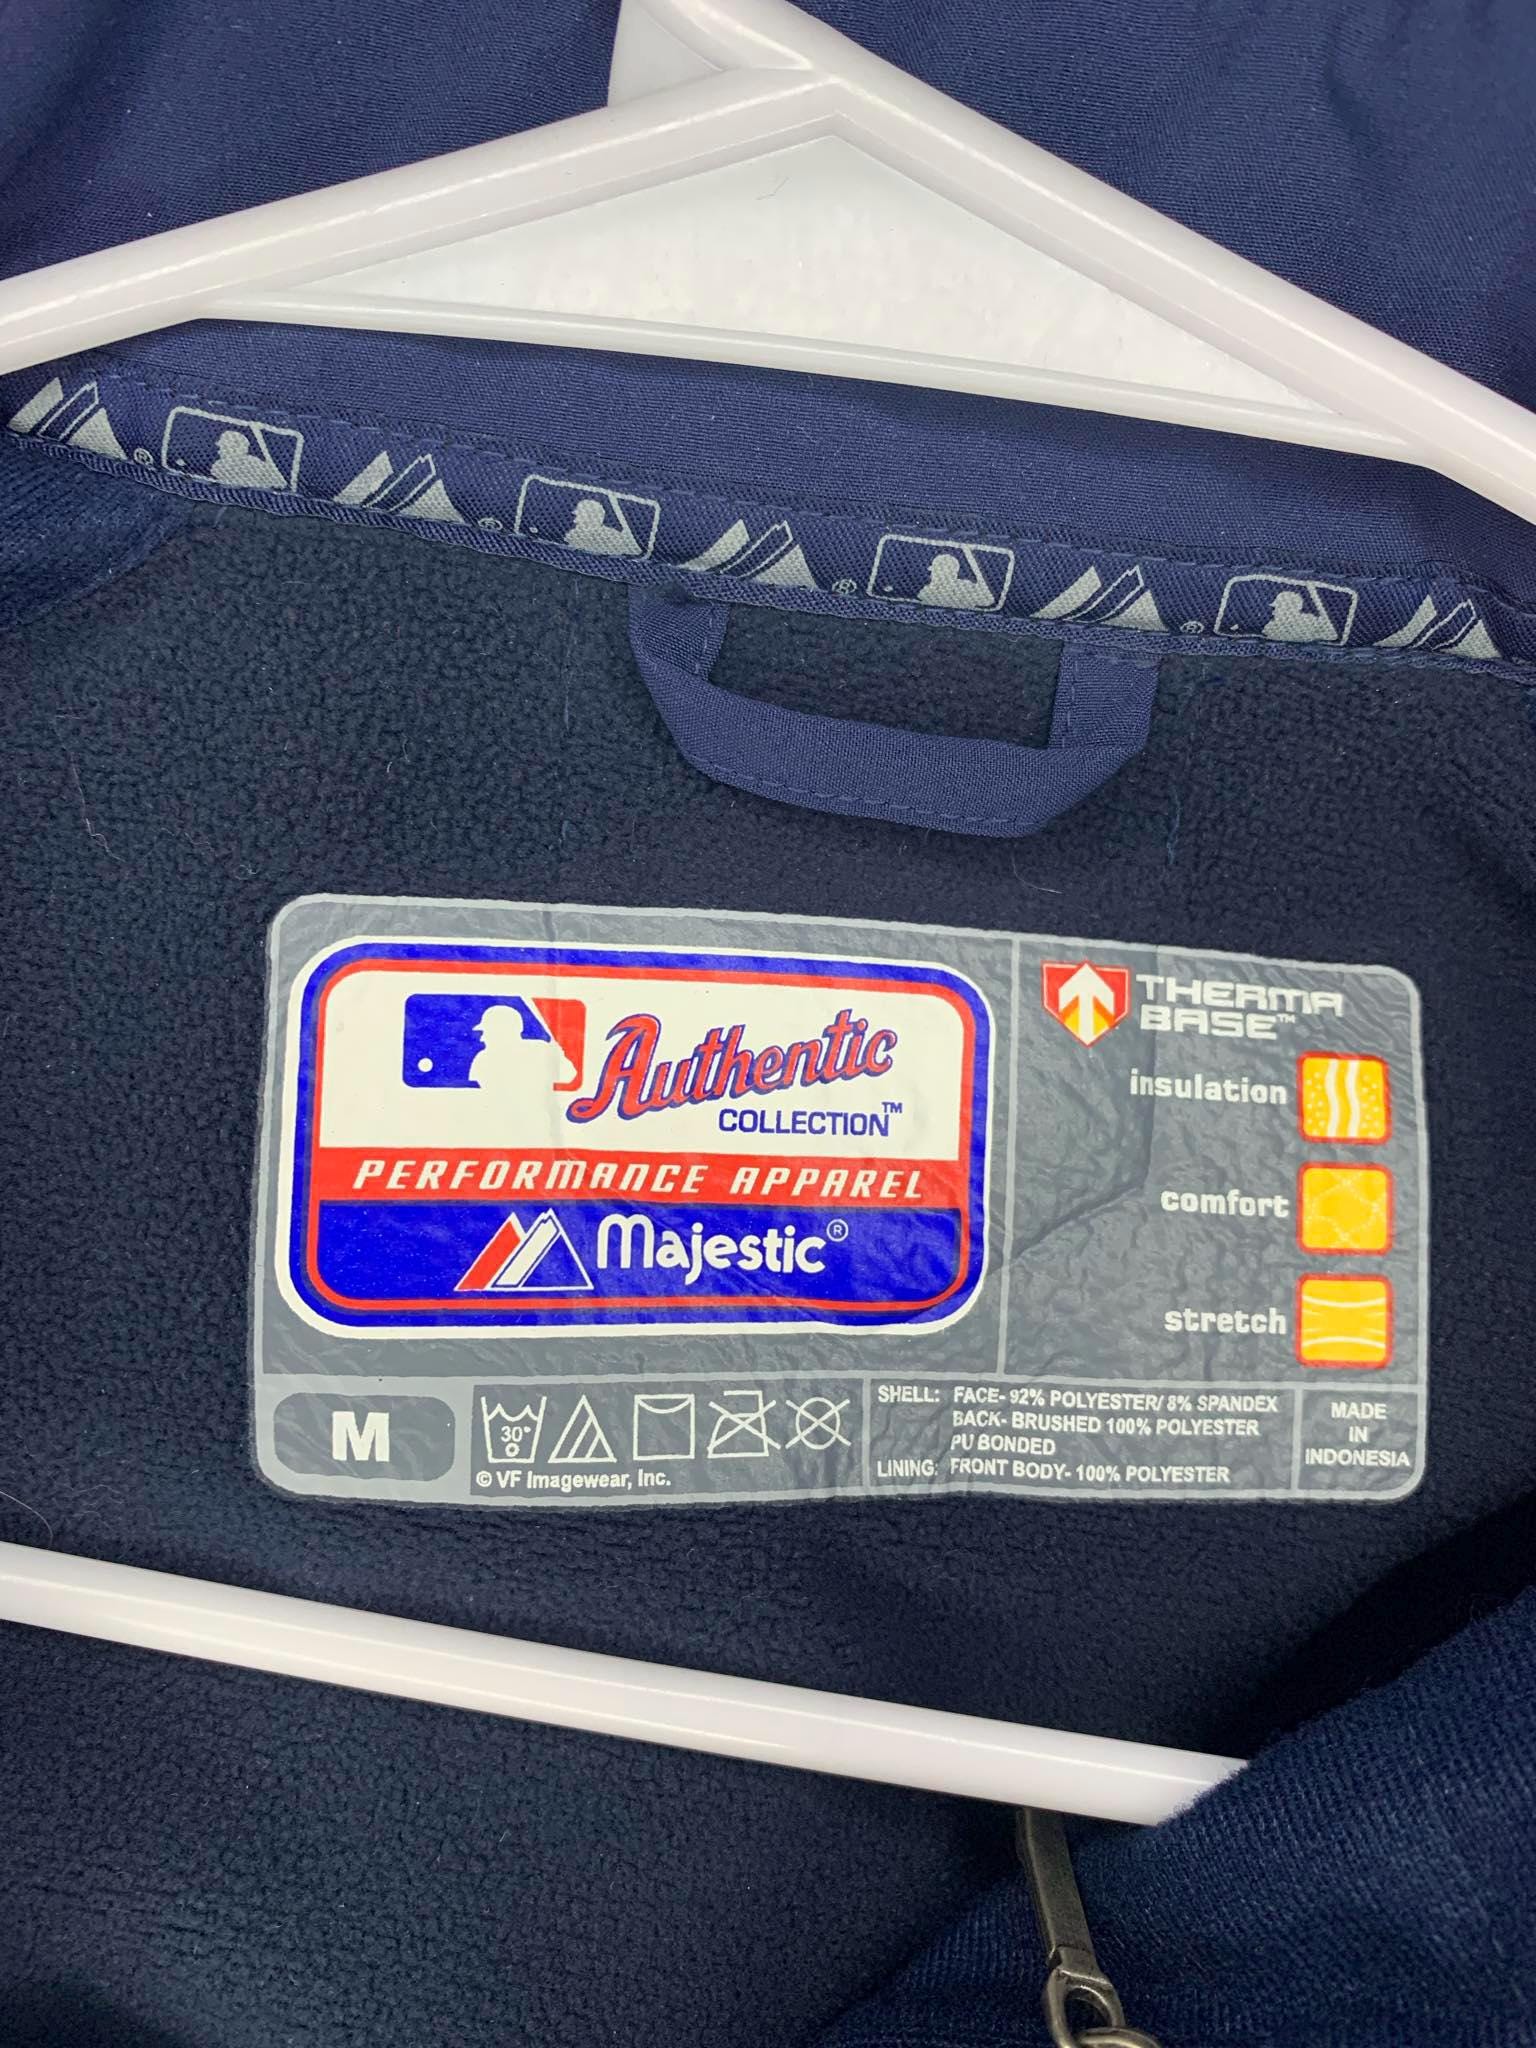 Authentic
COLLECTION™
PERFORMANCE APPAREL
Majestic®
THERMA
BASE™
insulation
comfort
stretch
M
30°
© VF Imagewear, Inc.
SHELL: FACE- 92% POLYESTER/ 8% SPANDEX
BACK- BRUSHED 100% POLYESTER
PU BONDED
LINING: FRONT BODY- 100% POLYESTER
MADE
IN
INDONESIA